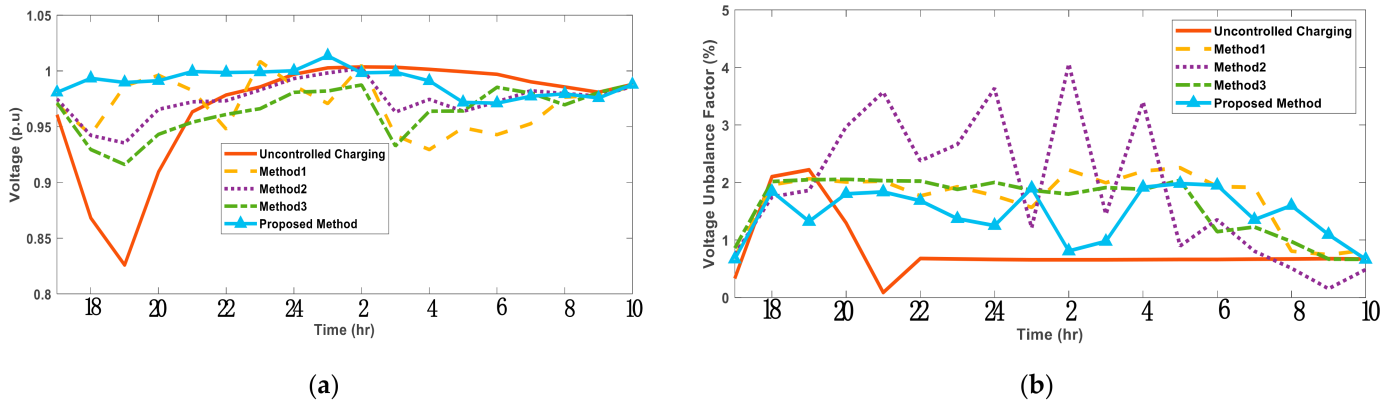 1.05
1
0.95
0.9
0.85
0.8
Voltage (p.u)
Uncontrolled Charging
Method1
Method2
Method3
Proposed Method
18 20 22 24 2 4 6 8 10
Time (hr)
(a)
5
4
3
2
1
0
Voltage Unbalance Factor (%)
Uncontrolled Charging
Method1
Method2
Method3
Proposed Method
18 20 22 24 2 4 6 8 10
Time (hr)
(b)